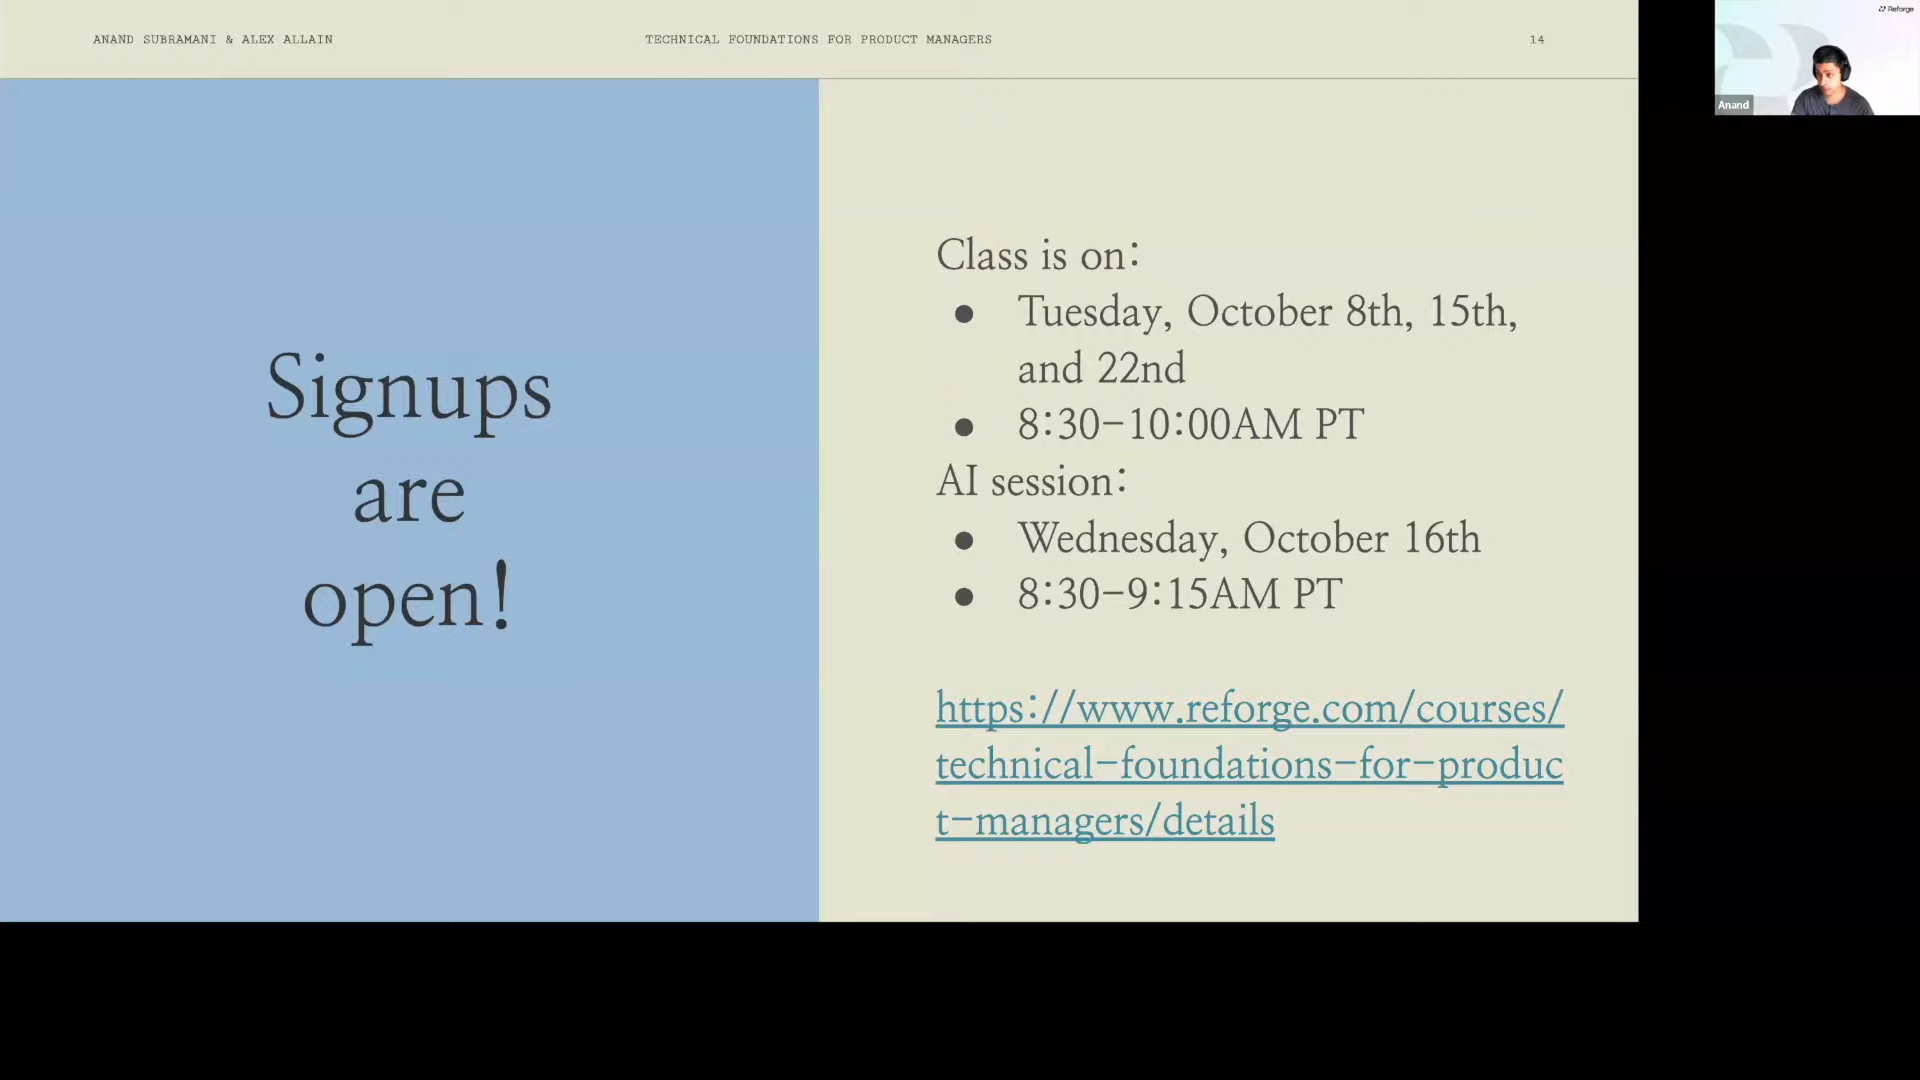 ANAND SUBRAMANI & ALEX ALLAIN
TECHNICAL FOUNDATIONS FOR PRODUCT MANAGERS
14
Reforge
Anand
Signups
are
open!
Class is on:
● Tuesday, October 8th, 15th,
and 22nd
● 8:30-10:00AM PT
AI session:
● Wednesday, October 16th
● 8:30-9:15AM PT
https://www.reforge.com/courses/
technical-foundations-for-produc
t-managers/details